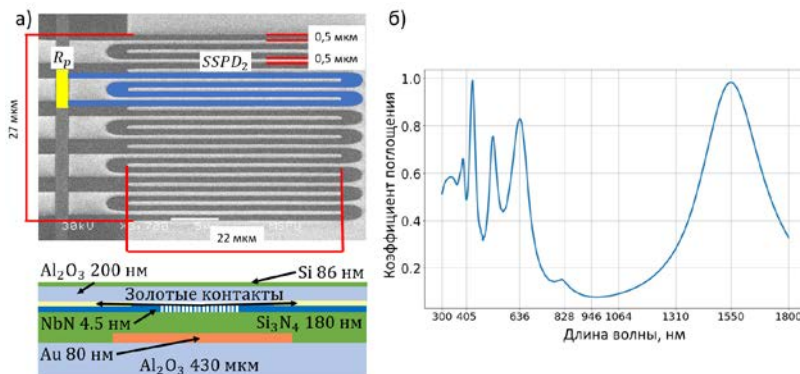 а)
0,5 мкм
R_p
SSPD_2
0,5 мкм
27 мкм
30kV
22 мкм
Al₂O₃ 200 нм
Si 86 нм
Золотые контакты
NbN 4.5 нм
Si₃N₄ 180 нм
Au 80 нм
Al₂O₃ 430 мкм
б)
Коэффициент поглощения
1.0
0.8
0.6
0.4
0.2
300 405 636 828 946 1064 1310 1550 1800
Длина волны, нм